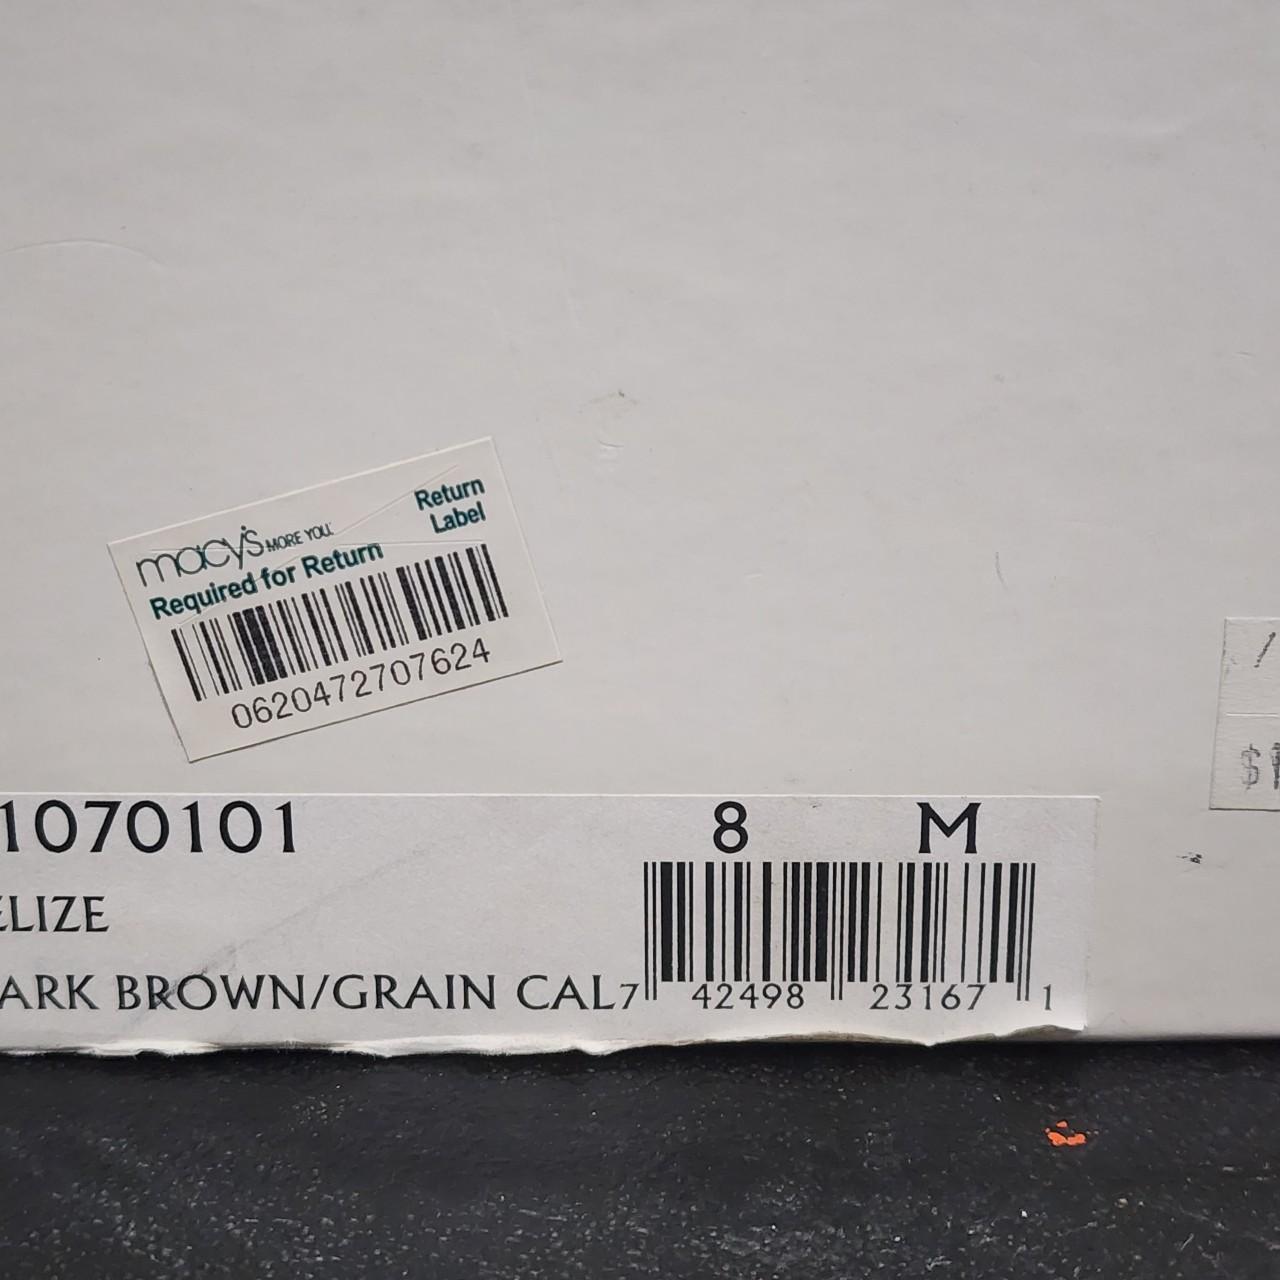 macy's MORE YOU.
Return
Label
Required for Return
0620472707624
1070101
8 M
ELIZE
ARK BROWN/GRAIN CAL
7 42498 23167 1
/
$